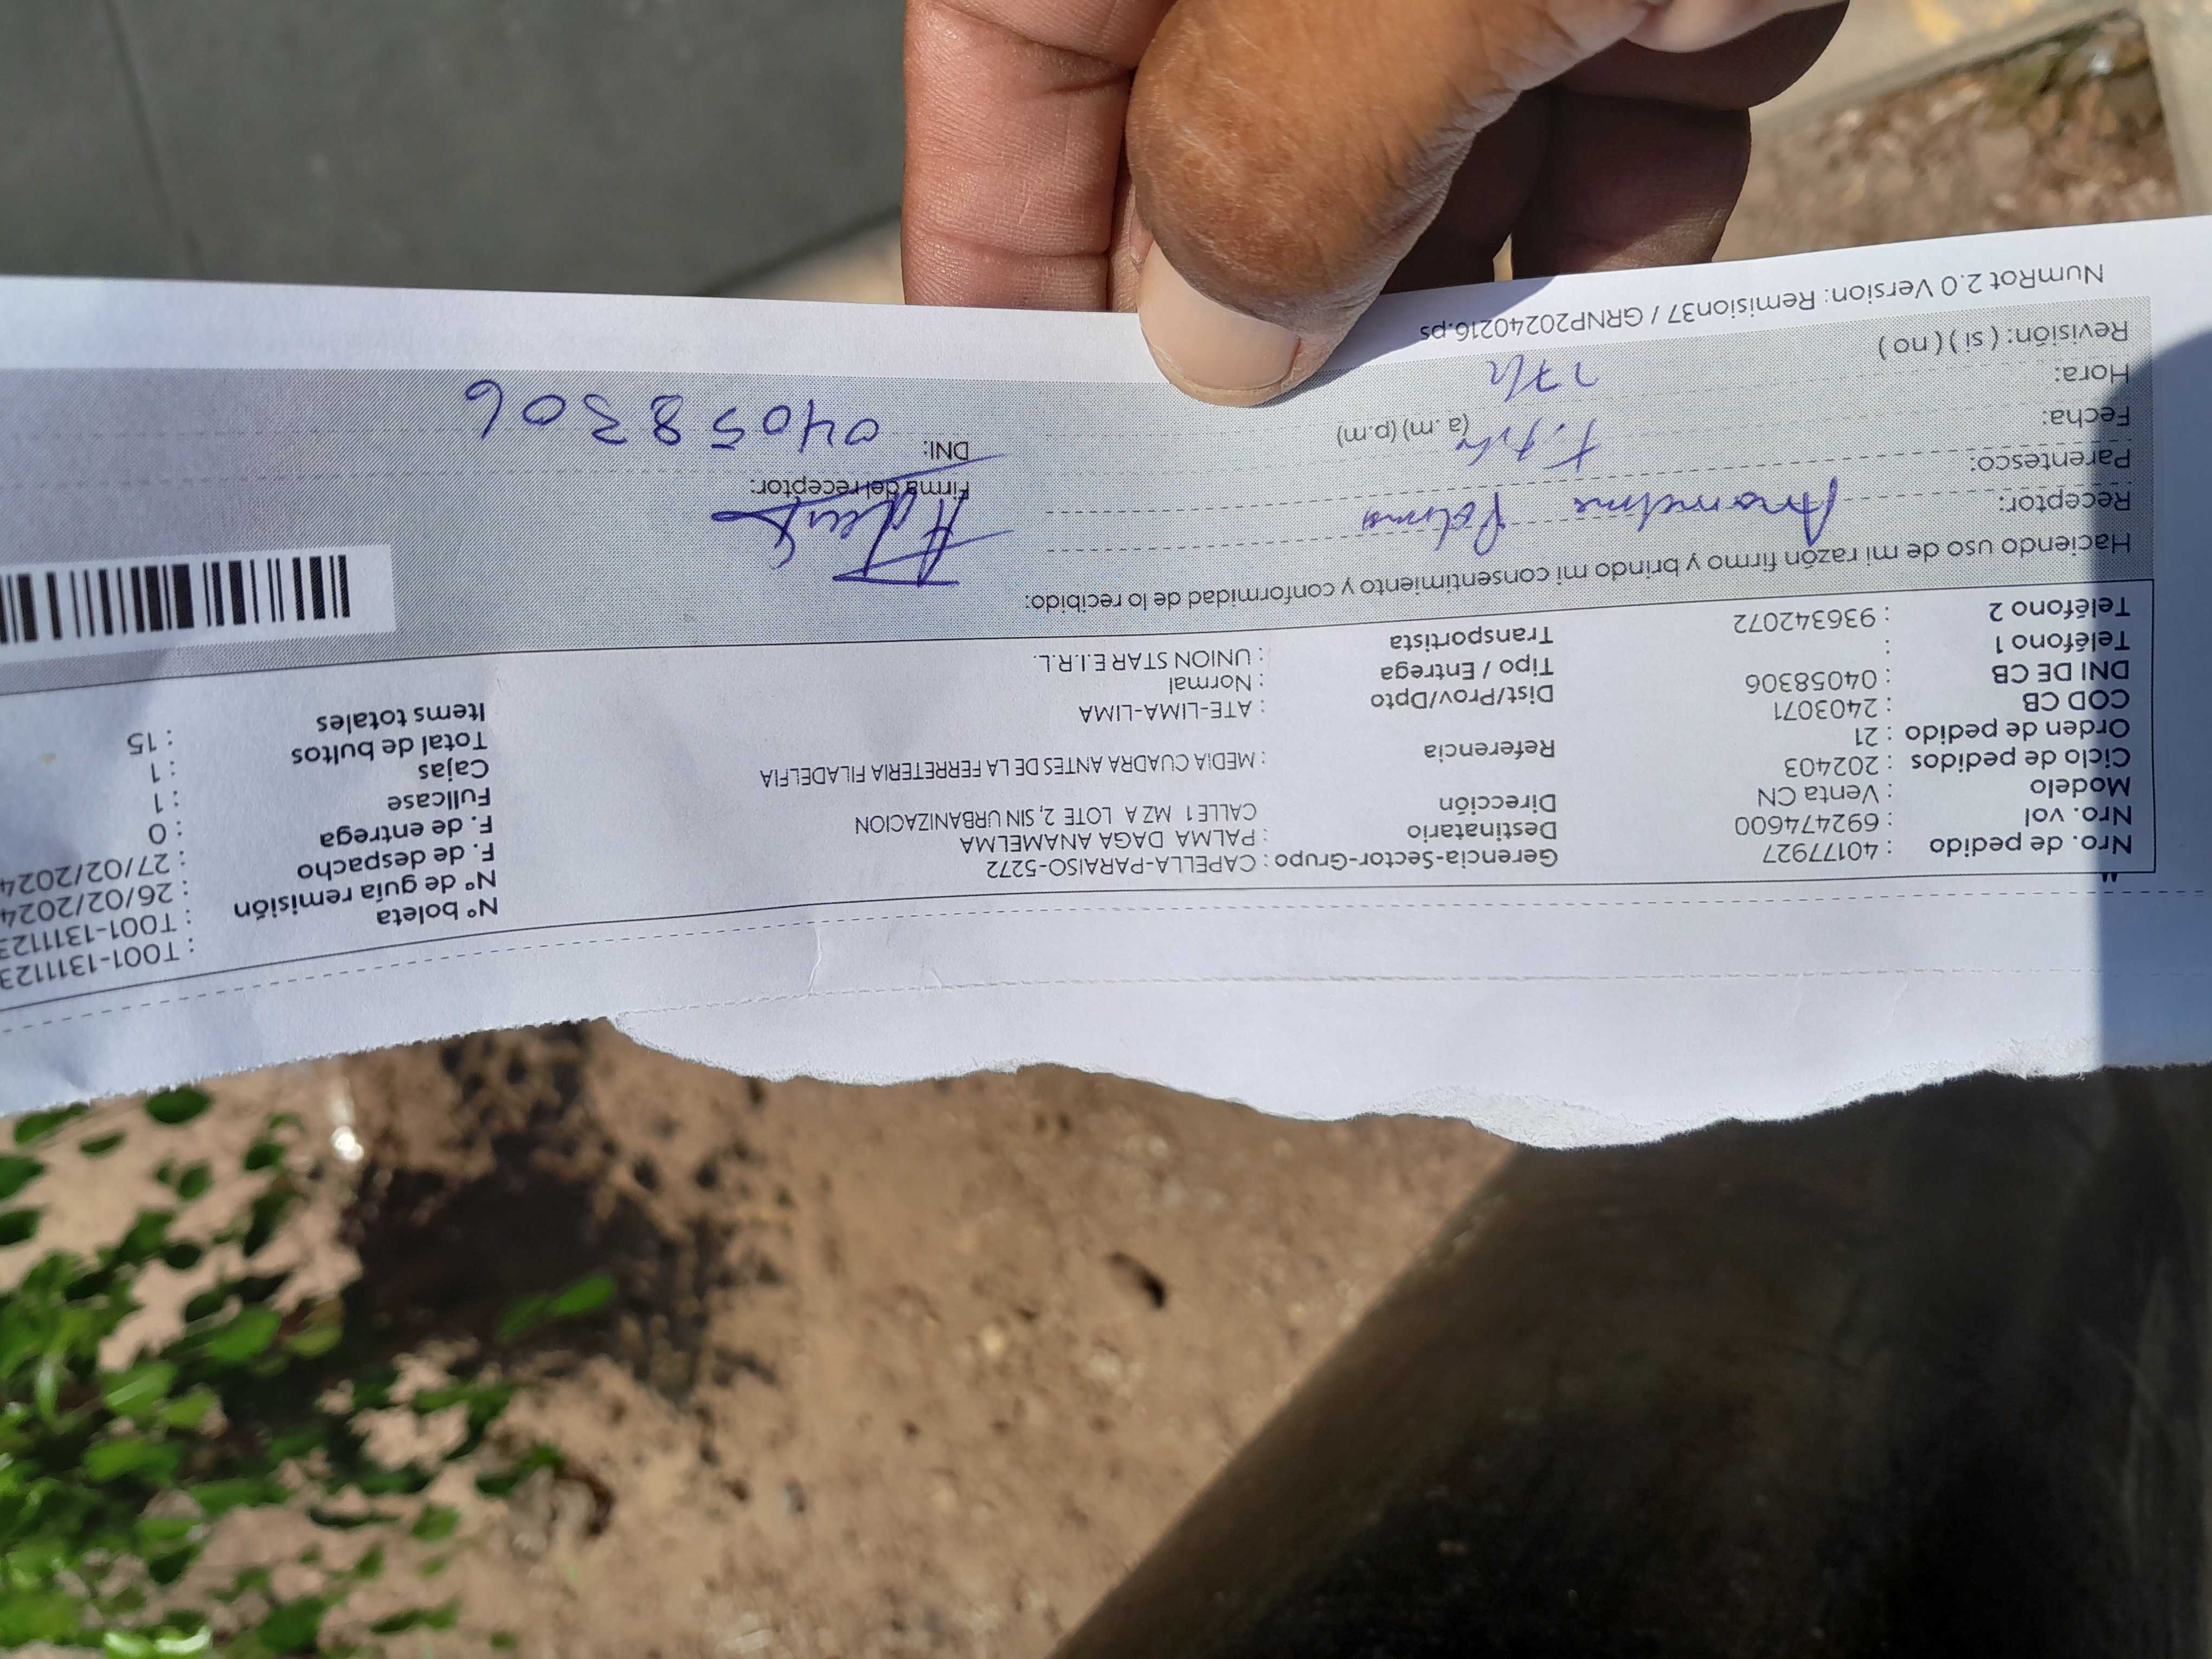 Nro. de pedido : 40177927 Gerencia-Sector-Grupo : CAPELLA-PARAISO-5272 N° boleta : T001-1311123
Nro. vol : 692474600 Destinatario : PALMA DAGA ANAMELMA N° de guía remisión : T001-1311123
Modelo : Venta CN Dirección CALLE 1 MZ A LOTE 2, SIN URBANIZACION F. de despacho : 26/02/2024
Ciclo de pedidos : 202403 F. de entrega : 27/02/2024
Orden de pedido : 21 Referencia : MEDIA CUADRA ANTES DE LA FERRETERIA FILADELFIA Fullcase : 0
COD CB : 2403071 Cajas : 1
DNI DE CB : 04058306 Dist/Prov/Dpto : ATE-LIMA-LIMA Total de bultos : 1
Teléfono 1 : Tipo / Entrega : Normal Items totales : 15
Teléfono 2 : 936342072 Transportista : UNION STAR E.I.R.L.
Haciendo uso de mi razón firmo y brindo mi consentimiento y conformidad de lo recibido:
Receptor: Anamelma Palma
Parentesco: Firma del receptor:
Fecha: (a.m) (p.m) DNI: 04058306
Hora:
Revisión: ( si ) ( no )
NumRot 2.0 Version: Remision37 / GRNP20240216.ps